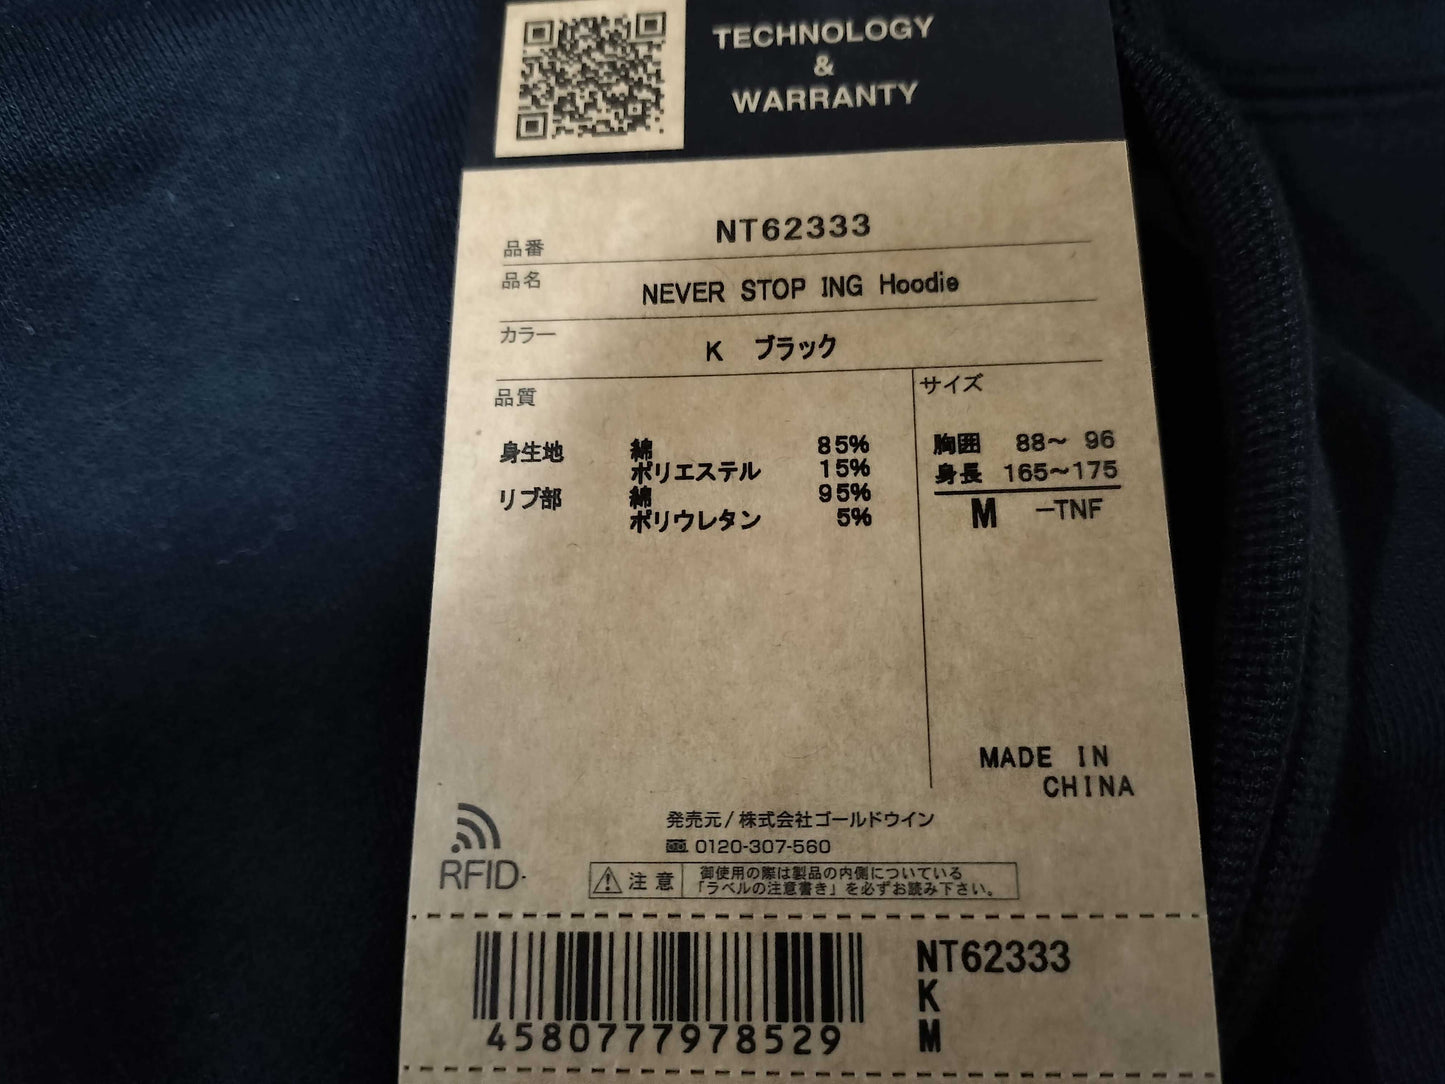 TECHNOLOGY
&
WARRANTY
品番 NT62333
品名 NEVER STOP ING Hoodie
カラー K ブラック
品質
身生地 綿 85%
ポリエステル 15%
リブ部 綿 95%
ポリウレタン 5%
サイズ
胸囲 88～ 96
身長 165～175
M －TNF
MADE IN
CHINA
発売元/株式会社ゴールドウイン
0120-307-560
RFID
注意
御使用の際は製品の内側についている
「ラベルの注意書き」を必ずお読み下さい。
4580777978529
NT62333
K
M